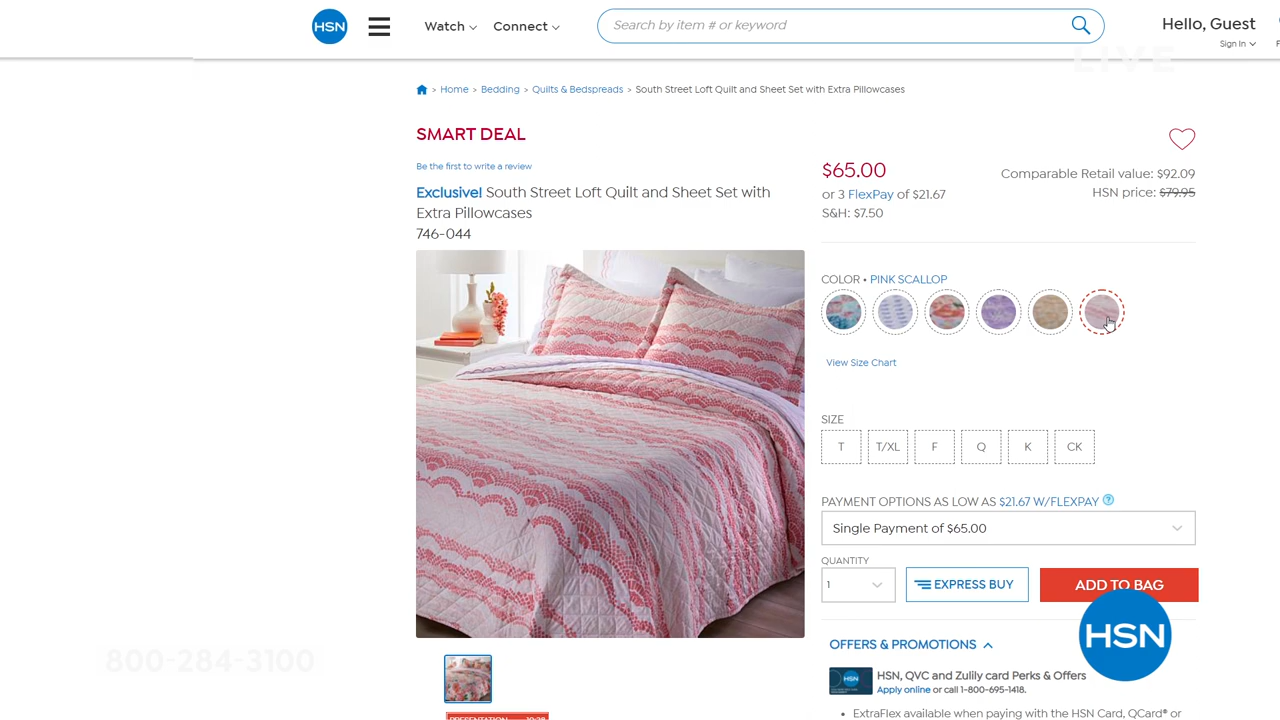 HSN
Watch
Connect
Search by item # or keyword
Hello, Guest
Sign In
F
LIVE
> Home > Bedding > Quilts & Bedspreads > South Street Loft Quilt and Sheet Set with Extra Pillowcases
SMART DEAL
Be the first to write a review
Exclusive! South Street Loft Quilt and Sheet Set with
Extra Pillowcases
746-044
$65.00
or 3 FlexPay of $21.67
S&H: $7.50
Comparable Retail value: $92.09
HSN price: $79.95
COLOR • PINK SCALLOP
View Size Chart
SIZE
T
T/XL
F
Q
K
CK
PAYMENT OPTIONS AS LOW AS $21.67 W/FLEXPAY ?
Single Payment of $65.00
QUANTITY
1
EXPRESS BUY
ADD TO BAG
HSN
OFFERS & PROMOTIONS
HSN
HSN, QVC and Zulily card Perks & Offers
Apply online or call 1-800-695-1418.
• ExtraFlex available when paying with the HSN Card, QCard® or
800-284-3100